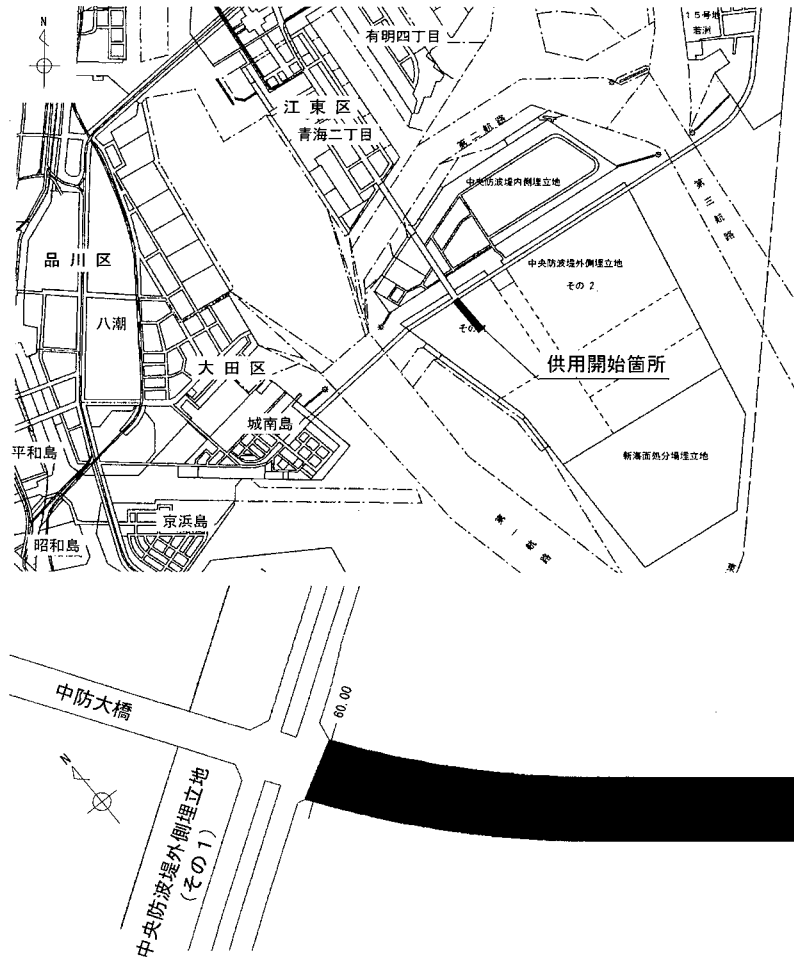 N
有明四丁目
15号地
若洲
江東区
青海二丁目
第二航路
中央防波堤内側埋立地
第三航路
品川区
中央防波堤外側埋立地
その2
八潮
供用開始箇所
大田区
城南島
新海面処分場埋立地
平和島
京浜島
第一航路
昭和島
東
60.00
中防大橋
N
中央防波堤外側埋立地
(その1)